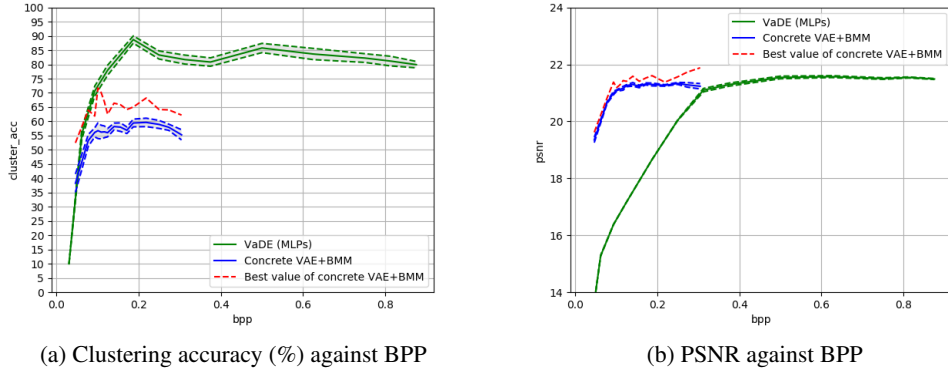 100
95
90
85
80
75
70
65
60
55
50
45
40
35
30
25
20
15
10
5
0
cluster_acc
VaDE (MLPs)
Concrete VAE+BMM
Best value of concrete VAE+BMM
0.0 0.2 0.4 0.6 0.8
bpp
(a) Clustering accuracy (%) against BPP
24
22
20
18
16
14
psnr
VaDE (MLPs)
Concrete VAE+BMM
Best value of concrete VAE+BMM
0.0 0.2 0.4 0.6 0.8
bpp
(b) PSNR against BPP